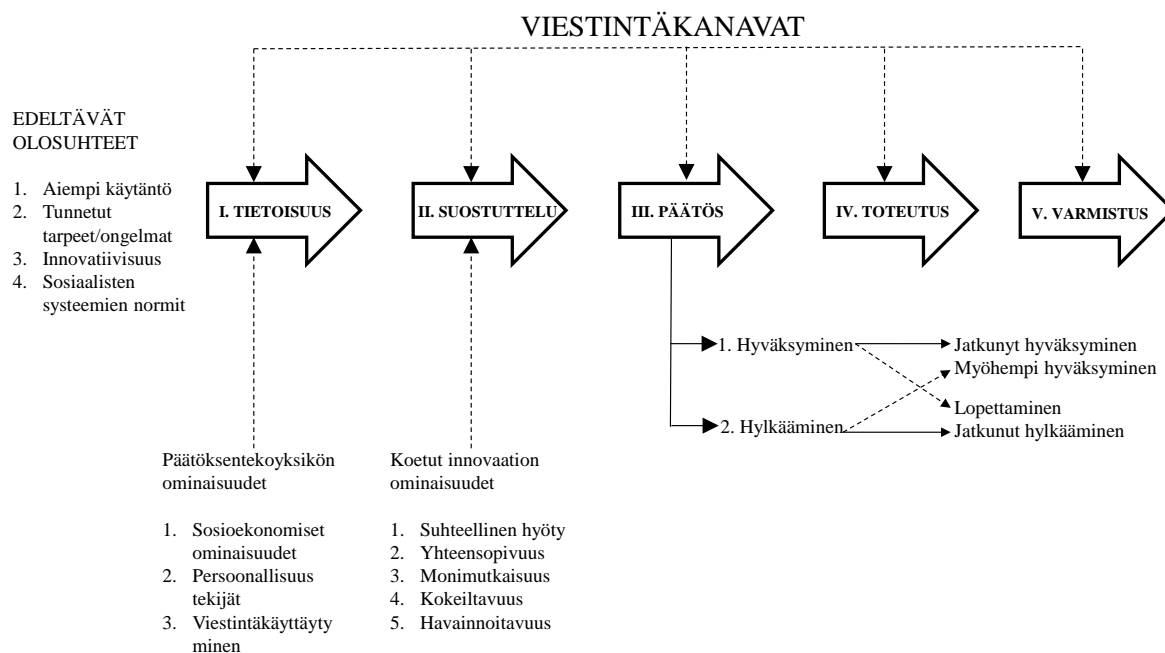 VIESTINTÄKANAVAT
EDELTÄVÄT
OLOSUHTEET
1. Aiempi käytäntö
2. Tunnetut
tarpeet/ongelmat
3. Innovatiivisuus
4. Sosiaalisten
systeemien normit
I. TIETOISUUS
II. SUOSTUTTELU
III. PÄÄTÖS
IV. TOTEUTUS
V. VARMISTUS
1. Hyväksyminen
2. Hylkääminen
Jatkunyt hyväksyminen
Myöhempi hyväksyminen
Lopettaminen
Jatkunut hylkääminen
Päätöksentekoyksikön
ominaisuudet
1. Sosioekonomiset
ominaisuudet
2. Persoonallisuus
tekijät
3. Viestintäkäyttäyty
minen
Koetut innovaation
ominaisuudet
1. Suhteellinen hyöty
2. Yhteensopivuus
3. Monimutkaisuus
4. Kokeiltavuus
5. Havainnoitavuus